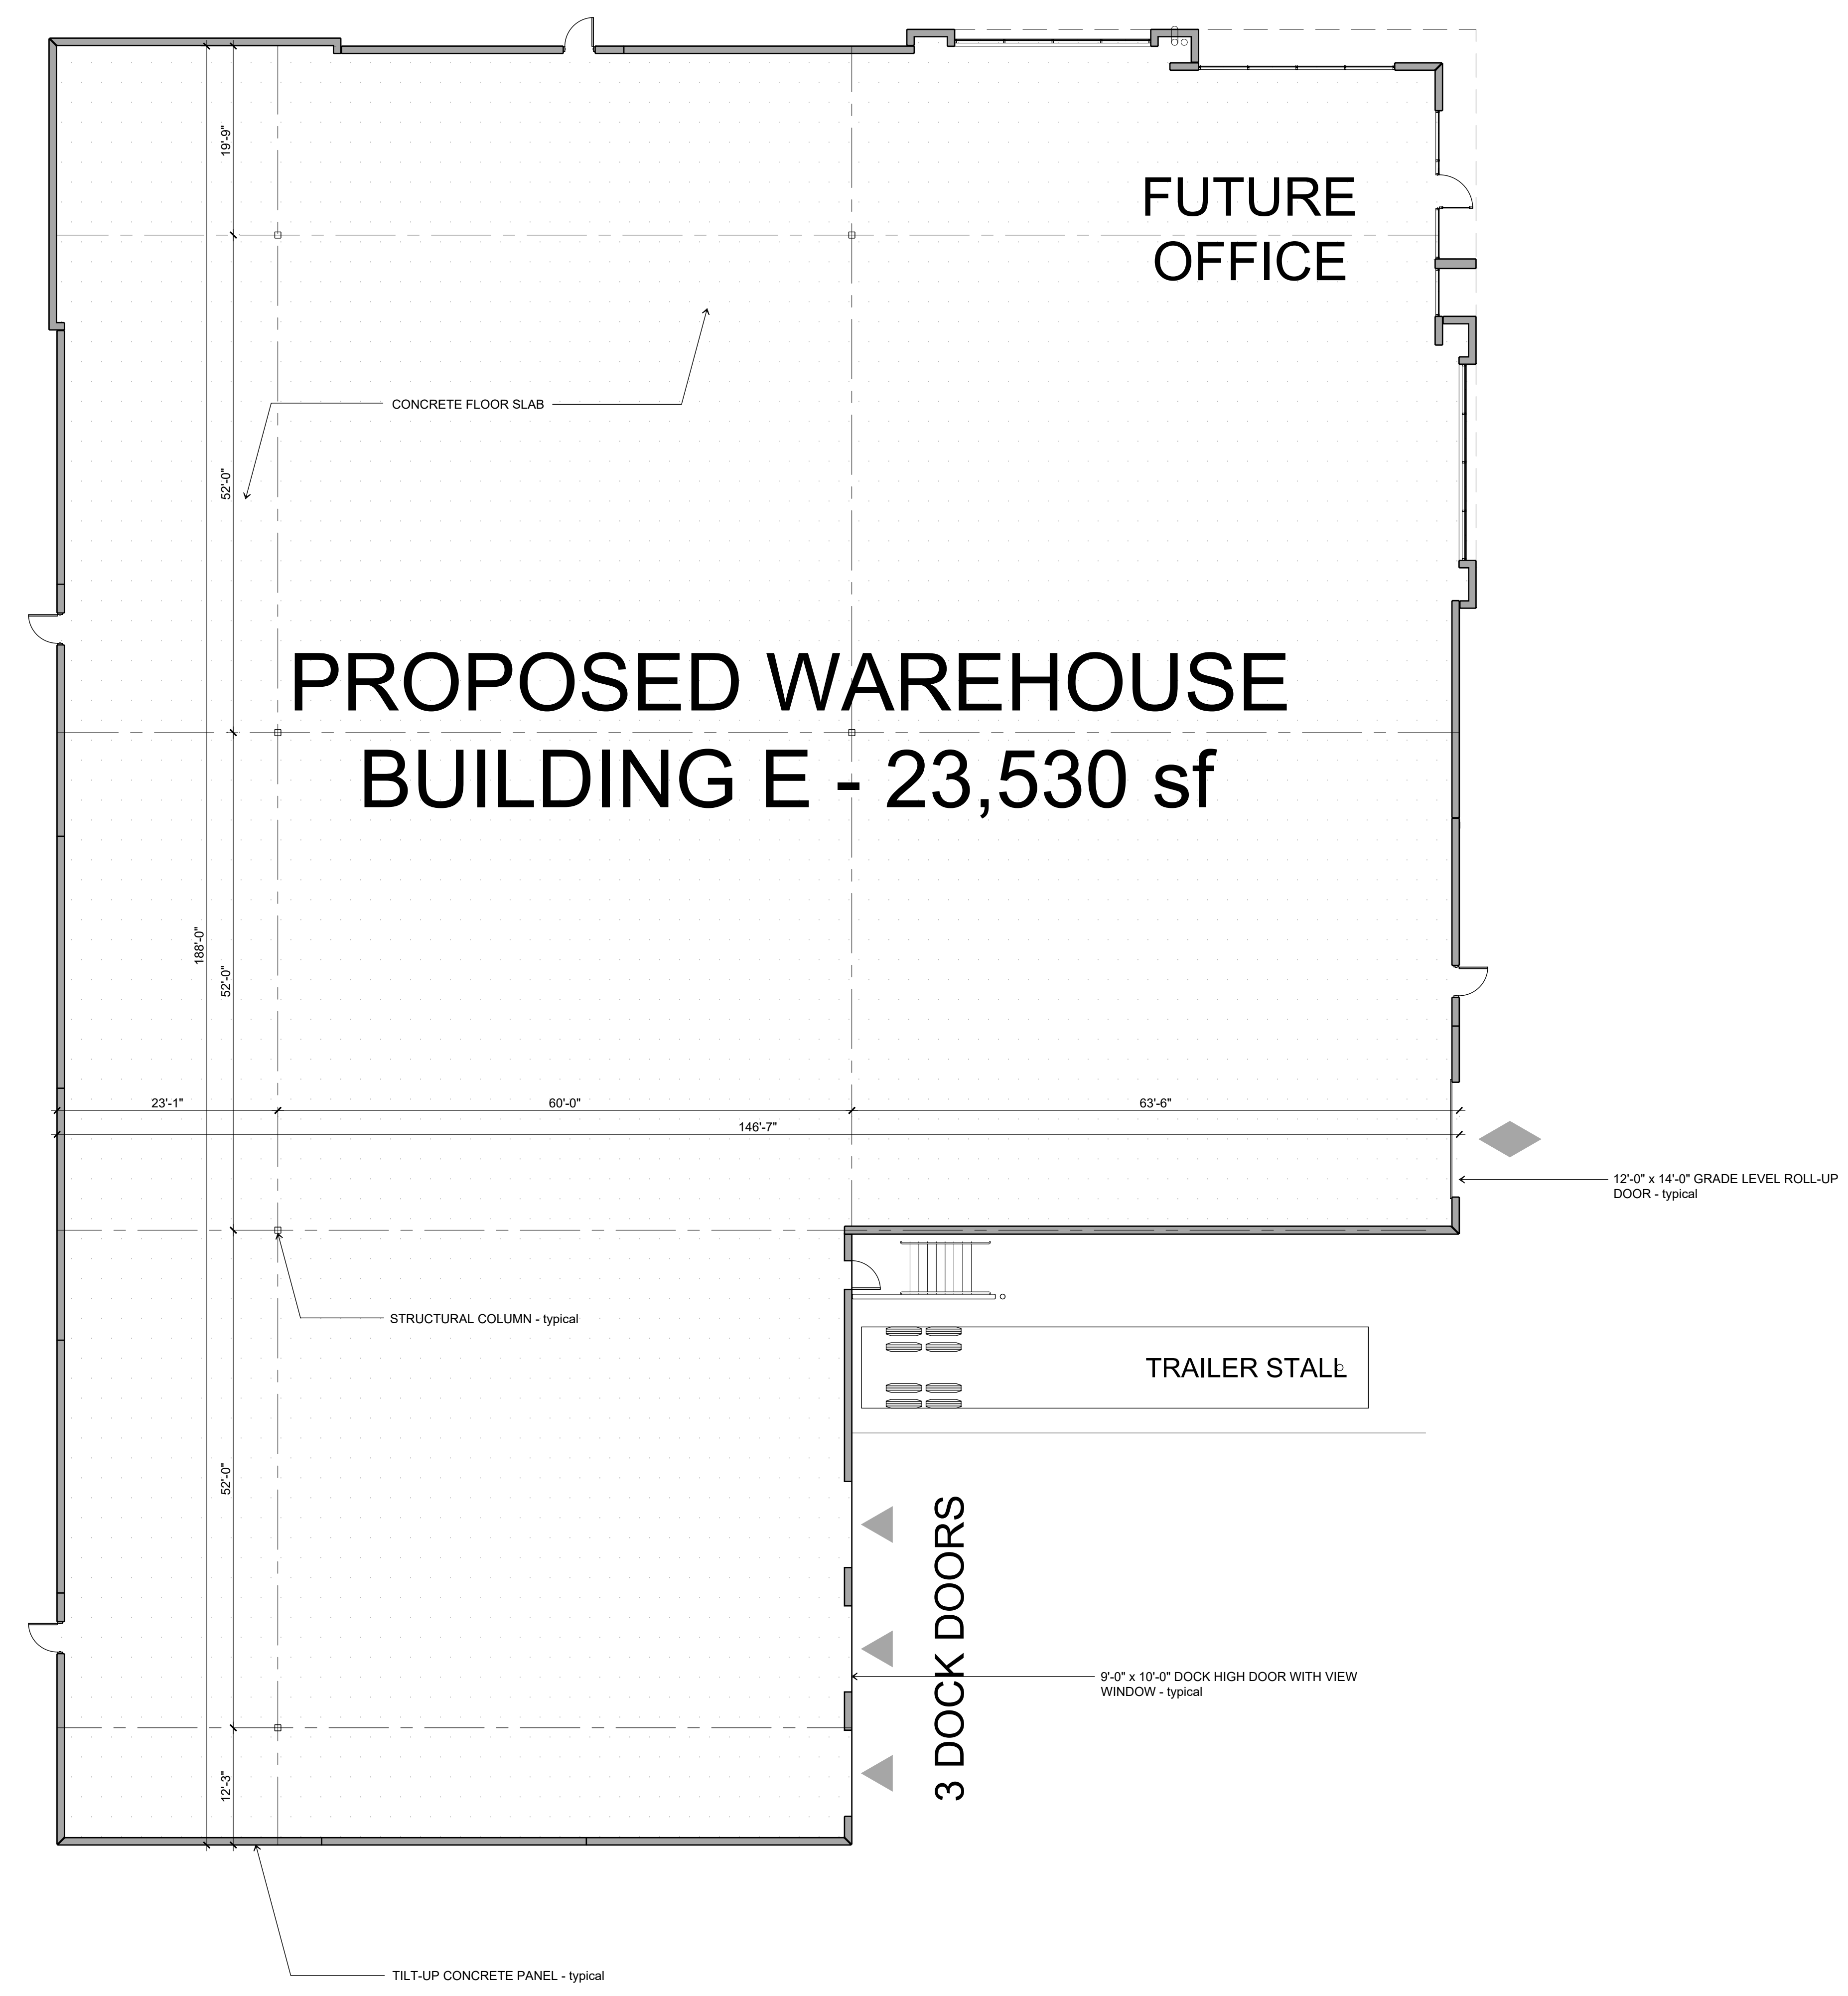 19'-9"
FUTURE
OFFICE
CONCRETE FLOOR SLAB
52'-0"
PROPOSED WAREHOUSE
BUILDING E - 23,530 sf
188'-0"
52'-0"
23'-1"
60'-0"
63'-6"
146'-7"
12'-0" x 14'-0" GRADE LEVEL ROLL-UP
DOOR - typical
STRUCTURAL COLUMN - typical
TRAILER STALL
52'-0"
3 DOCK DOORS
9'-0" x 10'-0" DOCK HIGH DOOR WITH VIEW
WINDOW - typical
12'-3"
TILT-UP CONCRETE PANEL - typical